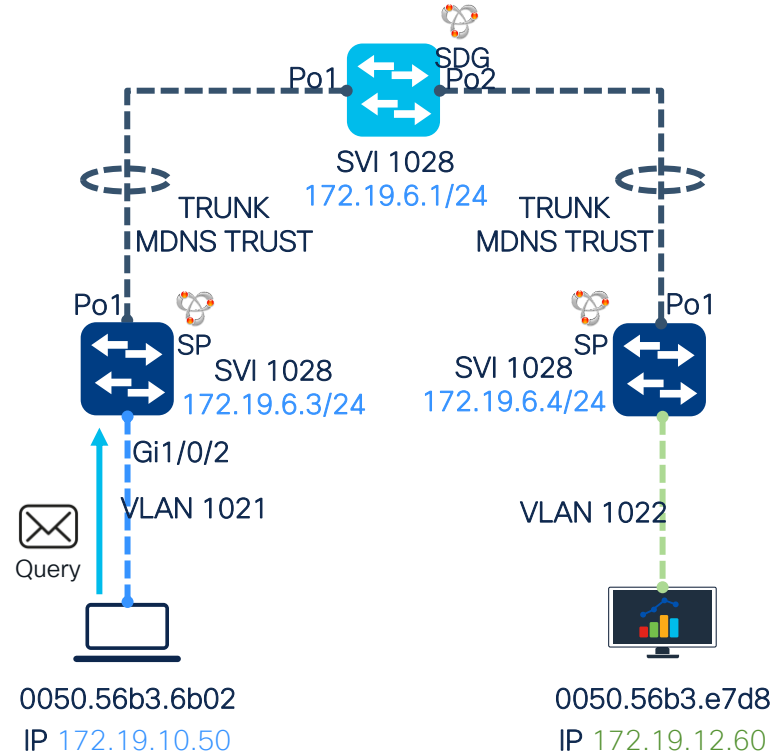 SDG
Po1
Po2
SVI 1028
172.19.6.1/24
TRUNK
MDNS TRUST
TRUNK
MDNS TRUST
Po1
SP
SVI 1028
172.19.6.3/24
Po1
SP
SVI 1028
172.19.6.4/24
Gi1/0/2
VLAN 1021
VLAN 1022
Query
0050.56b3.6b02
IP 172.19.10.50
0050.56b3.e7d8
IP 172.19.12.60